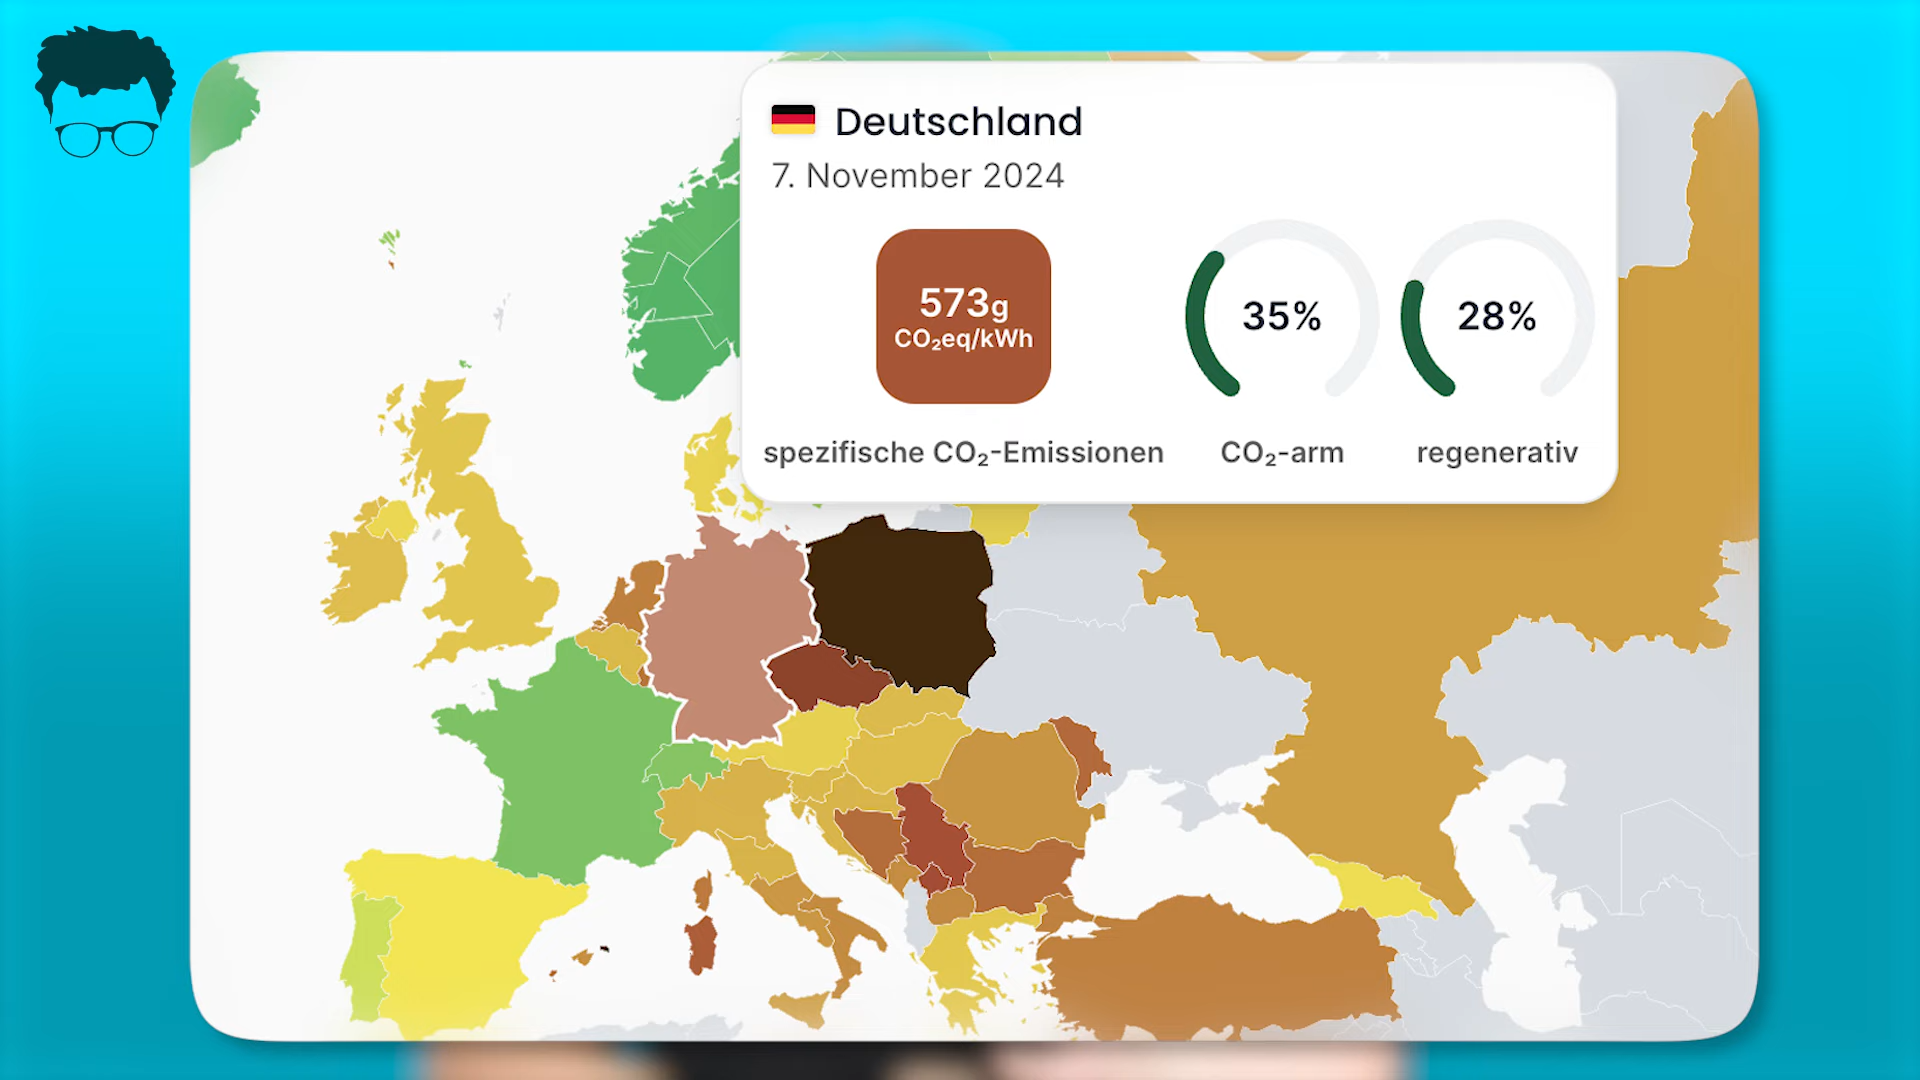 Deutschland
7. November 2024
573g
CO₂eq/kWh
35%
28%
spezifische CO₂-Emissionen
CO₂-arm
regenerativ